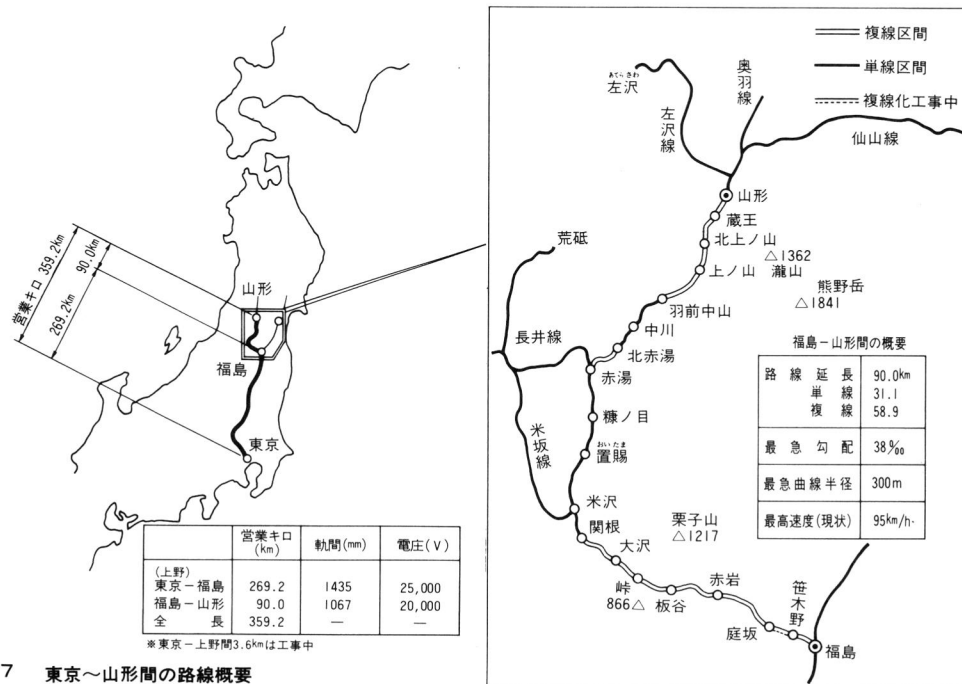 営業キロ 359.2km
90.0km
269.2km
山形
福島
東京
営業キロ (km) 軌間(mm) 電圧(V)
(上野)
東京－福島 269.2 1435 25,000
福島－山形 90.0 1067 20,000
全長 359.2 － －
※東京－上野間3.6kmは工事中
複線区間
単線区間
複線化工事中
あてらさわ
左沢
左沢線
奥羽線
仙山線
山形
蔵王
北上ノ山
△1362
上ノ山 瀧山
熊野岳
△1841
羽前中山
中川
北赤湯
赤湯
荒砥
長井線
米坂線
糠ノ目
おいたま
置賜
米沢
関根
大沢
栗子山
△1217
峠
866△
板谷
赤岩
庭坂
笹木野
福島
福島－山形間の概要
路線延長 90.0km
単線 31.1
複線 58.9
最急勾配 38‰
最急曲線半径 300m
最高速度(現状) 95km/h.
7 東京～山形間の路線概要